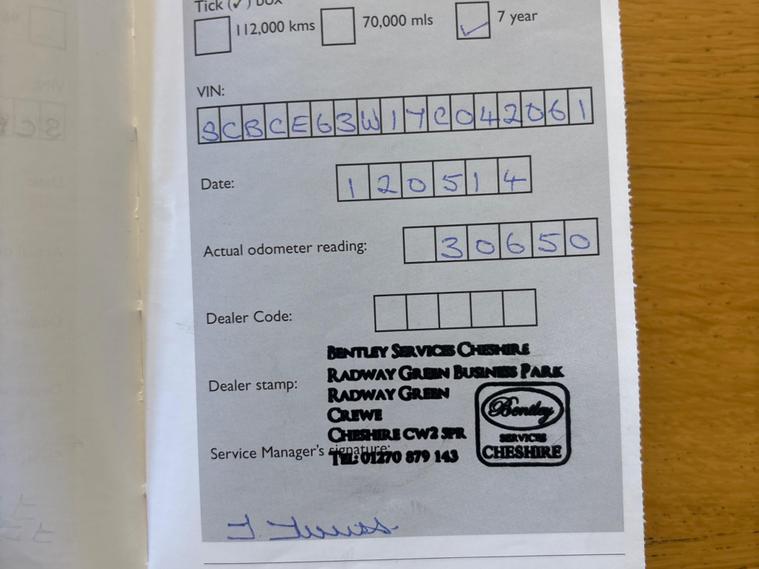 Tick (✓) box
112,000 kms 70,000 mls ✓ 7 year
VIN:
SCBCE63W17C042061
Date: 120514
Actual odometer reading: 30650
Dealer Code:
BENTLEY SERVICES CHESHIRE
RADWAY GREEN BUSINESS PARK
Dealer stamp: RADWAY GREEN
CREWE
CHESHIRE CW2 5PR
Service Manager's signature:
TEL: 01270 879 143
Bentley
SERVICES
CHESHIRE